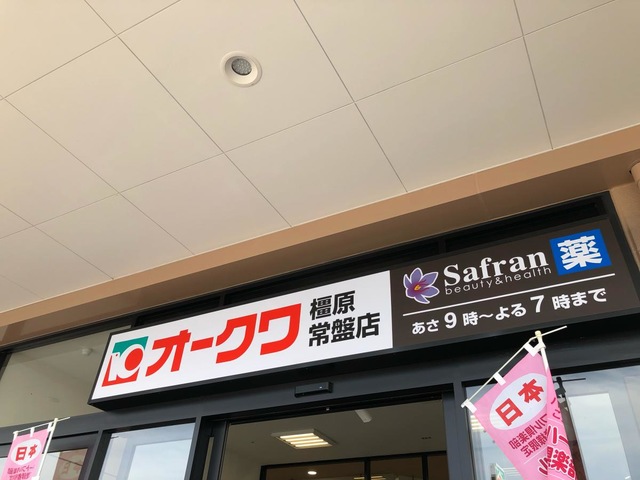 オークワ
橿原
常盤店
Safran
beauty&health
薬
あさ9時～よる7時まで
日本
日本